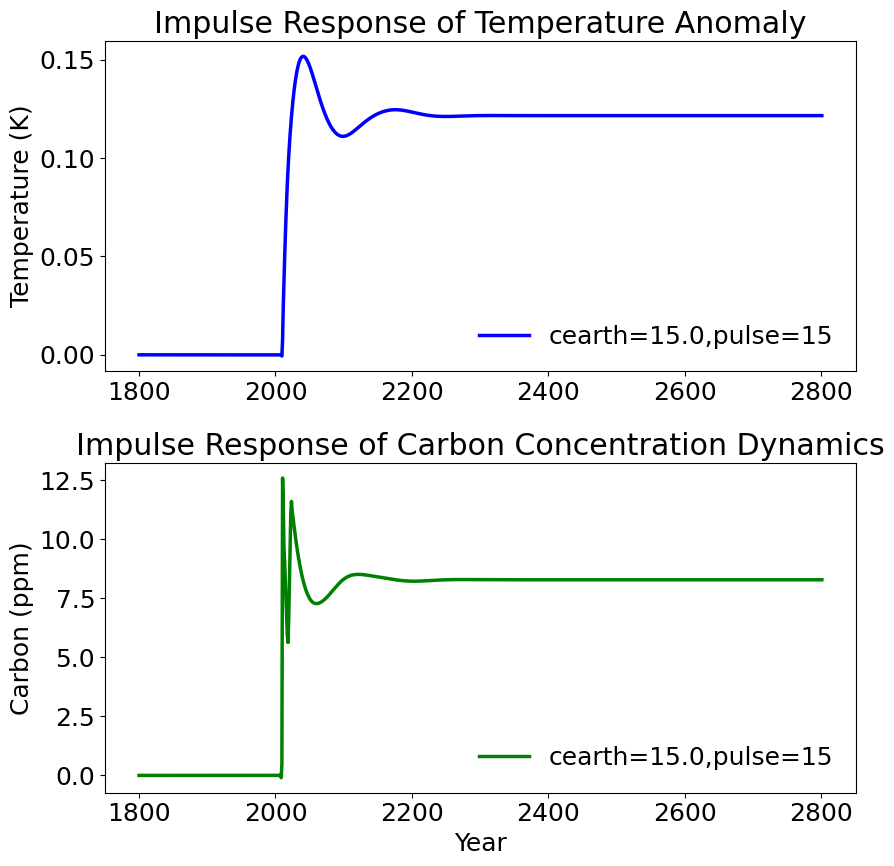 Impulse Response of Temperature Anomaly
Temperature (K)
0.15
0.10
0.05
0.00
cearth=15.0,pulse=15
1800 2000 2200 2400 2600 2800
Impulse Response of Carbon Concentration Dynamics
Carbon (ppm)
12.5
10.0
7.5
5.0
2.5
0.0
cearth=15.0,pulse=15
1800 2000 2200 2400 2600 2800
Year